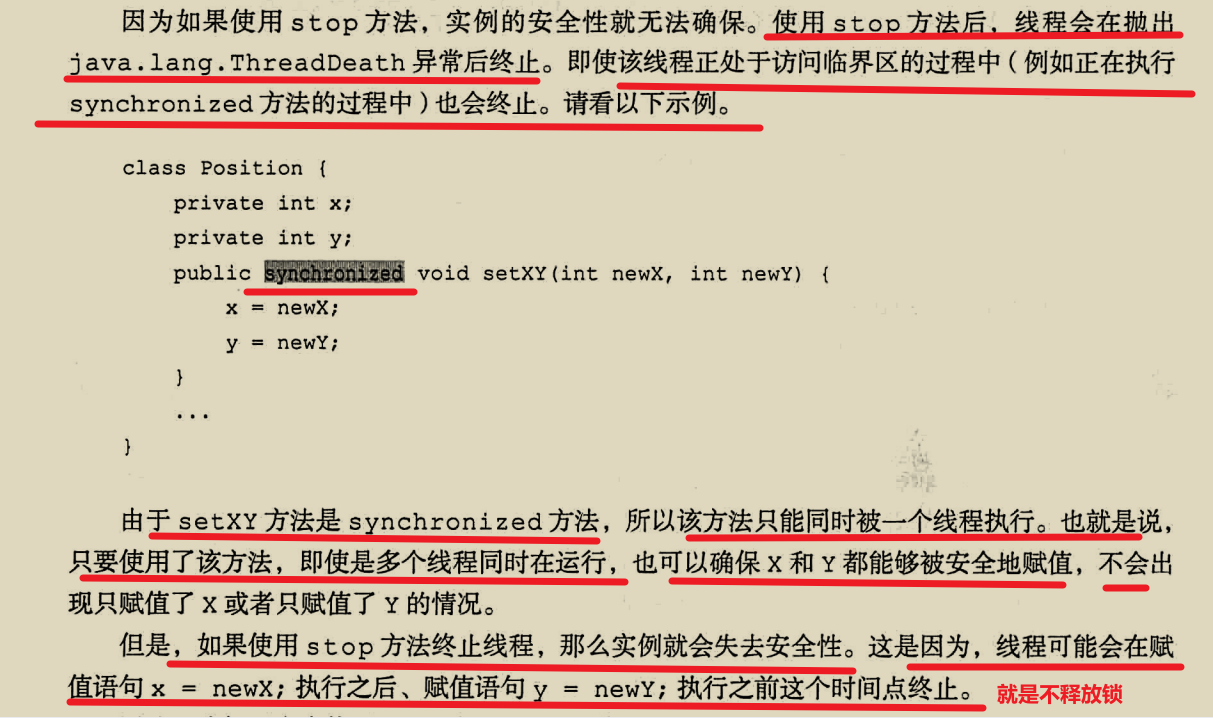 因为如果使用 stop 方法，实例的安全性就无法确保。使用 stop 方法后，线程会在抛出
java.lang.ThreadDeath 异常后终止。即使该线程正处于访问临界区的过程中（例如正在执行
synchronized 方法的过程中）也会终止。请看以下示例。
class Position {
    private int x;
    private int y;
    public synchronized void setXY(int newX, int newY) {
        x = newX;
        y = newY;
    }
    ...
}
由于 setXY 方法是 synchronized 方法，所以该方法只能同时被一个线程执行。也就是说，
只要使用了该方法，即使是多个线程同时在运行，也可以确保 X 和 Y 都能够被安全地赋值，不会出
现只赋值了 X 或者只赋值了 Y 的情况。
但是，如果使用 stop 方法终止线程，那么实例就会失去安全性。这是因为，线程可能会在赋
值语句 x = newX; 执行之后、赋值语句 y = newY; 执行之前这个时间点终止。 就是不释放锁